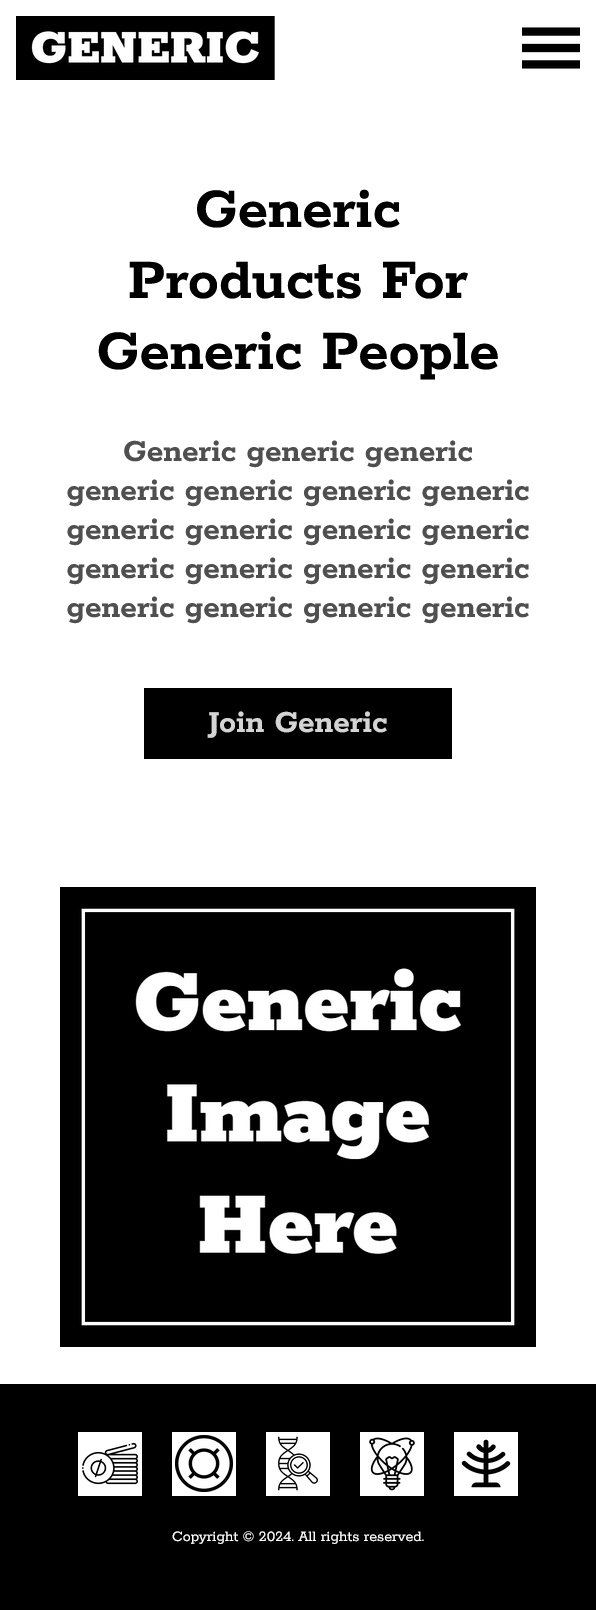 GENERIC
Generic
Products For
Generic People
Generic generic generic
generic generic generic generic
generic generic generic generic
generic generic generic generic
generic generic generic generic
Join Generic
Generic
Image
Here
Copyright © 2024. All rights reserved.